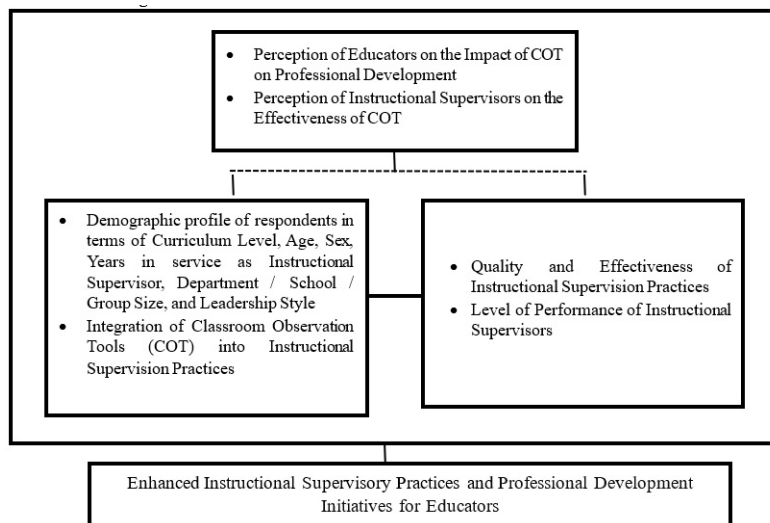 • Perception of Educators on the Impact of COT
on Professional Development
• Perception of Instructional Supervisors on the
Effectiveness of COT
• Demographic profile of respondents in
terms of Curriculum Level, Age, Sex,
Years in service as Instructional
Supervisor, Department / School /
Group Size, and Leadership Style
• Integration of Classroom Observation
Tools (COT) into Instructional
Supervision Practices
• Quality and Effectiveness of
Instructional Supervision Practices
• Level of Performance of Instructional
Supervisors
Enhanced Instructional Supervisory Practices and Professional Development
Initiatives for Educators